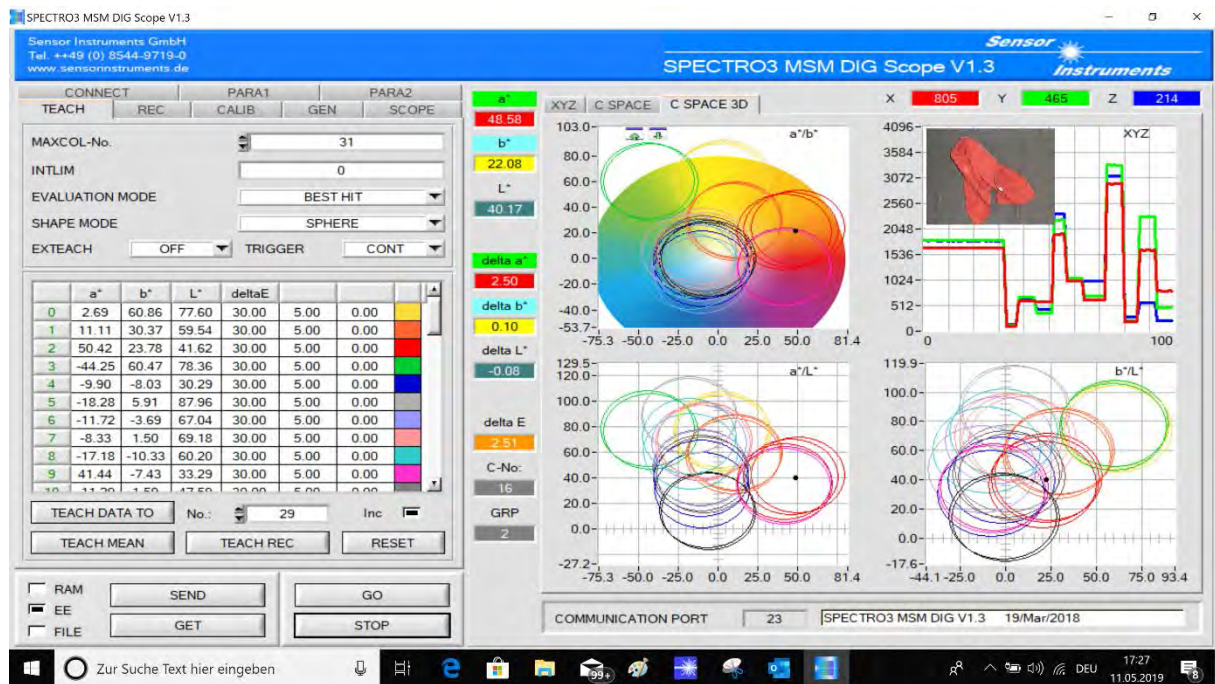 SPECTRO3 MSM DIG Scope V1.3
Sensor Instruments GmbH
Tel. ++49 (0) 8544-9719-0
www.sensorinstruments.de
SPECTRO3 MSM DIG Scope V1.3
Sensor
Instruments
CONNECT PARA1 PARA2
TEACH REC CALIB GEN SCOPE
MAXCOL-No. 31
INTLIM 0
EVALUATION MODE BEST HIT
SHAPE MODE SPHERE
EXTEACH OFF TRIGGER CONT
a* b* L* deltaE
0 2.69 60.86 77.60 30.00 5.00 0.00
1 11.11 30.37 59.54 30.00 5.00 0.00
2 50.42 23.78 41.62 30.00 5.00 0.00
3 -44.25 60.47 78.36 30.00 5.00 0.00
4 -9.90 -8.03 30.29 30.00 5.00 0.00
5 -18.28 5.91 87.96 30.00 5.00 0.00
6 -11.72 -3.69 67.04 30.00 5.00 0.00
7 -8.33 1.50 69.18 30.00 5.00 0.00
8 -17.18 -10.33 60.20 30.00 5.00 0.00
9 41.44 -7.43 33.29 30.00 5.00 0.00
TEACH DATA TO No.: 29 Inc
TEACH MEAN TEACH REC RESET
RAM
EE
FILE
SEND GO
GET STOP
a*
48.58
b*
22.08
L*
40.17
delta a*
2.50
delta b*
0.10
delta L*
-0.08
delta E
2.51
C-No:
16
GRP
2
XYZ C SPACE C SPACE 3D
X 805 Y 465 Z 214
a*/b*
103.0-
80.0-
60.0-
40.0-
20.0-
0.0-
-20.0-
-40.0-
-53.7-
-75.3 -50.0 -25.0 0.0 25.0 50.0 81.4
XYZ
4096-
3584-
3072-
2560-
2048-
1536-
1024-
512-
0-
0 100
a*/L*
129.5-
120.0-
100.0-
80.0-
60.0-
40.0-
20.0-
0.0-
-27.2-
-75.3 -50.0 -25.0 0.0 25.0 50.0 81.4
b*/L*
119.9-
100.0-
80.0-
60.0-
40.0-
20.0-
0.0-
-17.6-
-44.1 -25.0 0.0 25.0 50.0 75.0 93.4
COMMUNICATION PORT 23 SPECTRO3 MSM DIG V1.3 19/Mar/2018
Zur Suche Text hier eingeben
99+
DEU
17:27
11.05.2019
8